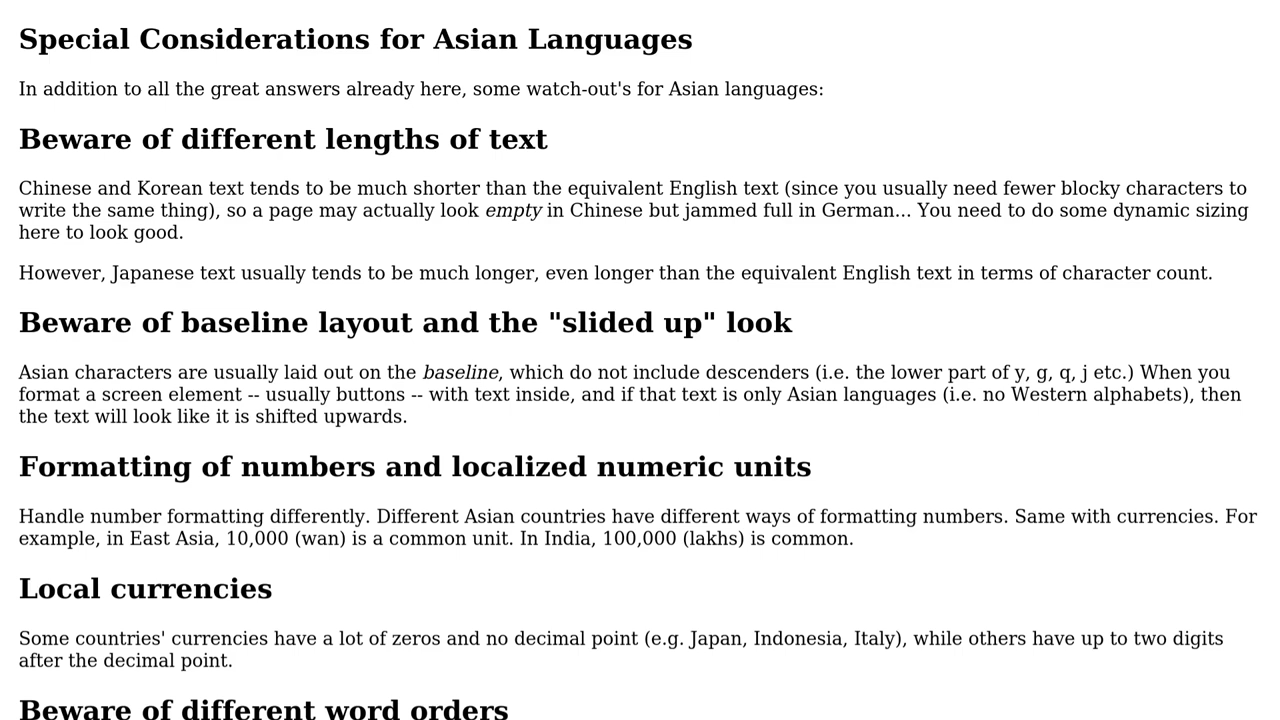 Special Considerations for Asian Languages
In addition to all the great answers already here, some watch-out's for Asian languages:
Beware of different lengths of text
Chinese and Korean text tends to be much shorter than the equivalent English text (since you usually need fewer blocky characters to
write the same thing), so a page may actually look empty in Chinese but jammed full in German... You need to do some dynamic sizing
here to look good.
However, Japanese text usually tends to be much longer, even longer than the equivalent English text in terms of character count.
Beware of baseline layout and the "slided up" look
Asian characters are usually laid out on the baseline, which do not include descenders (i.e. the lower part of y, g, q, j etc.) When you
format a screen element -- usually buttons -- with text inside, and if that text is only Asian languages (i.e. no Western alphabets), then
the text will look like it is shifted upwards.
Formatting of numbers and localized numeric units
Handle number formatting differently. Different Asian countries have different ways of formatting numbers. Same with currencies. For
example, in East Asia, 10,000 (wan) is a common unit. In India, 100,000 (lakhs) is common.
Local currencies
Some countries' currencies have a lot of zeros and no decimal point (e.g. Japan, Indonesia, Italy), while others have up to two digits
after the decimal point.
Beware of different word orders